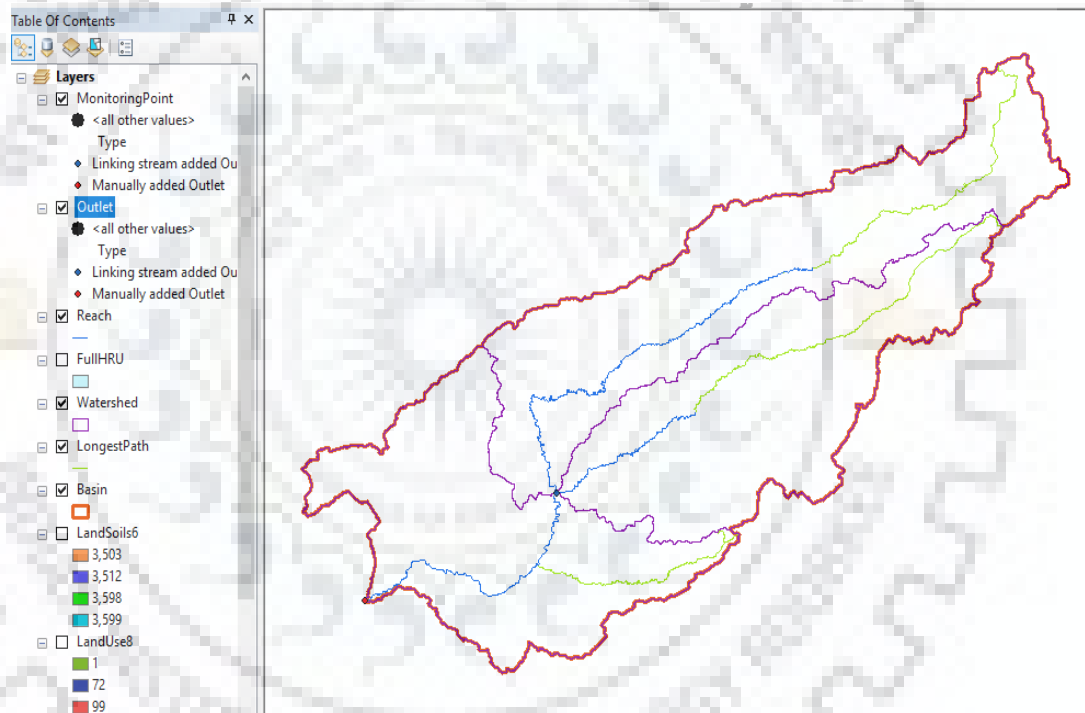 Table Of Contents
Layers
MonitoringPoint
<all other values>
Type
Linking stream added Ou
Manually added Outlet
Outlet
<all other values>
Type
Linking stream added Ou
Manually added Outlet
Reach
FullHRU
Watershed
LongestPath
Basin
LandSoils6
3,503
3,512
3,598
3,599
LandUse8
1
72
99